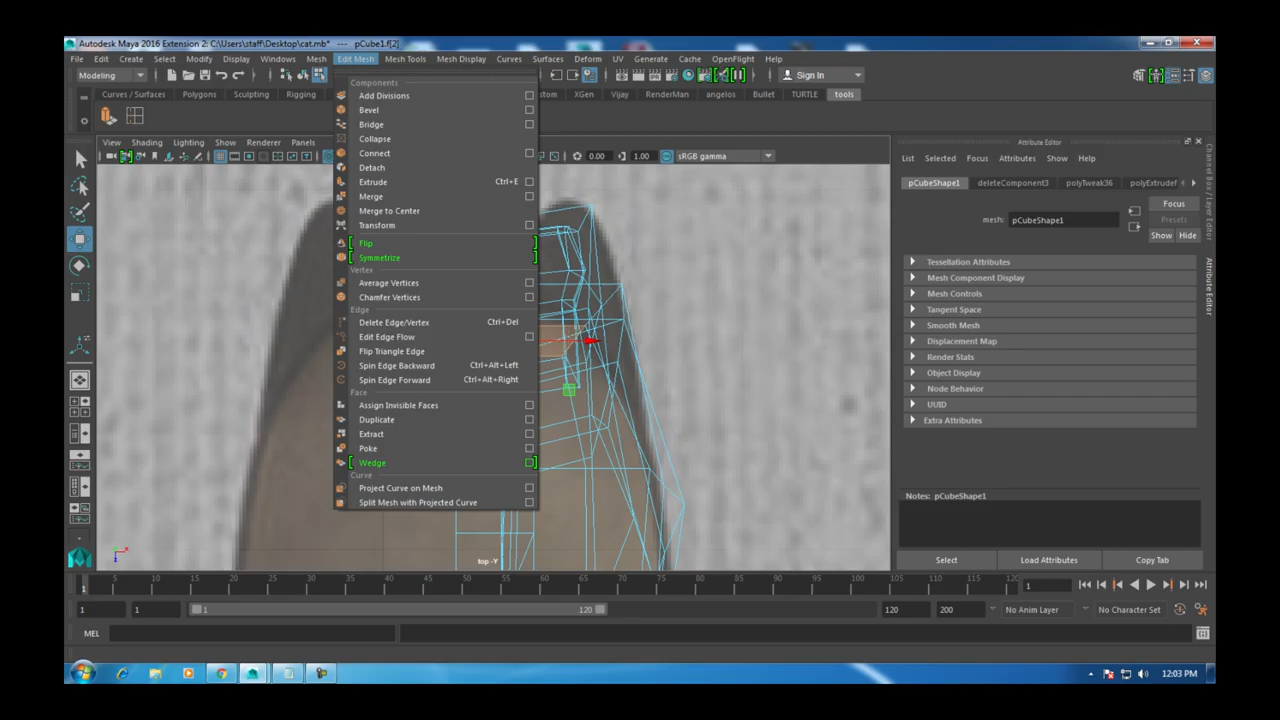 Autodesk Maya 2016 Extension 2: C:\Users\staff\Desktop\cat.mb* --- pCube1.f[2]
File Edit Create Select Modify Display Windows Mesh Edit Mesh Mesh Tools Mesh Display Curves Surfaces Deform UV Generate Cache OpenFlight Help
Modeling Sign In
Curves / Surfaces Polygons Sculpting Rigging stom XGen Vijay RenderMan angelos Bullet TURTLE tools
View Shading Lighting Show Renderer Panels
0.00 1.00 sRGB gamma
Components
Add Divisions
Bevel
Bridge
Collapse
Connect
Detach
Extrude Ctrl+E
Merge
Merge to Center
Transform
Flip
Symmetrize
Vertex
Average Vertices
Chamfer Vertices
Edge
Delete Edge/Vertex Ctrl+Del
Edit Edge Flow
Flip Triangle Edge
Spin Edge Backward Ctrl+Alt+Left
Spin Edge Forward Ctrl+Alt+Right
Face
Assign Invisible Faces
Duplicate
Extract
Poke
Wedge
Curve
Project Curve on Mesh
Split Mesh with Projected Curve
top -Y
Attribute Editor
List Selected Focus Attributes Show Help
pCubeShape1 deleteComponent3 polyTweak36 polyExtrudeF
mesh: pCubeShape1
Focus
Presets
Show Hide
Tessellation Attributes
Mesh Component Display
Mesh Controls
Tangent Space
Smooth Mesh
Displacement Map
Render Stats
Object Display
Node Behavior
UUID
Extra Attributes
Notes: pCubeShape1
Select Load Attributes Copy Tab
Channel Box / Layer Editor
Attribute Editor
5 10 15 20 25 30 35 40 45 50 55 60 65 70 75 80 85 90 95 100 105 110 115 120
1 1
1 1 1 120 120 200 No Anim Layer No Character Set
MEL
12:03 PM